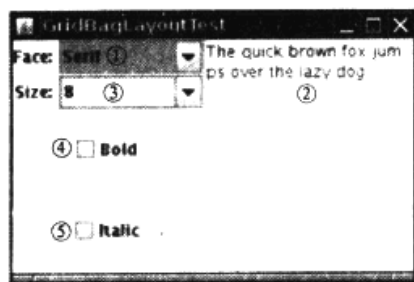 GridBagLayoutTest
Face: Serif ①
The quick brown fox jum
ps over the lazy dog
Size: 8 ③
②
④ Bold
⑤ Italic